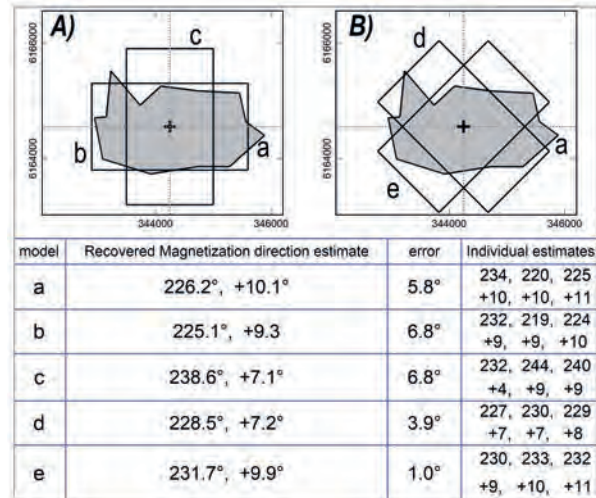 A)
c
b
a
6166000
6164000
344000
346000
B)
d
a
e
6166000
6164000
344000
346000
model Recovered Magnetization direction estimate error Individual estimates
a 226.2°, +10.1° 5.8° 234, 220, 225
+10, +10, +11
b 225.1°, +9.3 6.8° 232, 219, 224
+9, +9, +10
c 238.6°, +7.1° 6.8° 232, 244, 240
+4, +9, +9
d 228.5°, +7.2° 3.9° 227, 230, 229
+7, +7, +8
e 231.7°, +9.9° 1.0° 230, 233, 232
+9, +10, +11